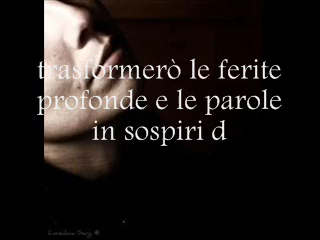 trasformerò le ferite
profonde e le parole
in sospiri d